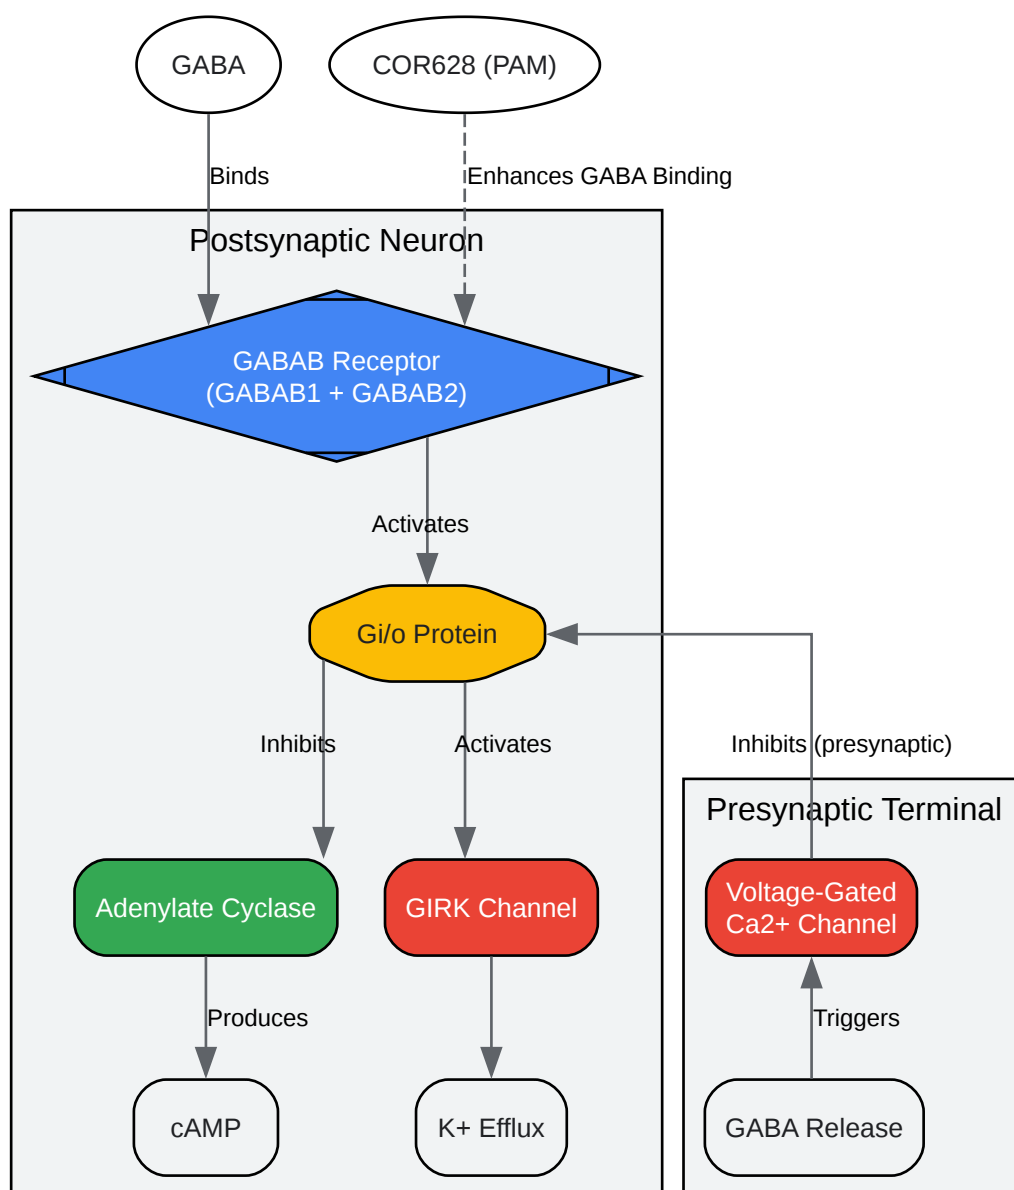 GABA
COR628 (PAM)
Binds
Enhances GABA Binding
Postsynaptic Neuron
GABAB Receptor
(GABAB1 + GABAB2)
Activates
Gi/o Protein
Inhibits
Activates
Inhibits (presynaptic)
Presynaptic Terminal
Adenylate Cyclase
GIRK Channel
Voltage-Gated
Ca2+ Channel
Produces
Triggers
cAMP
K+ Efflux
GABA Release